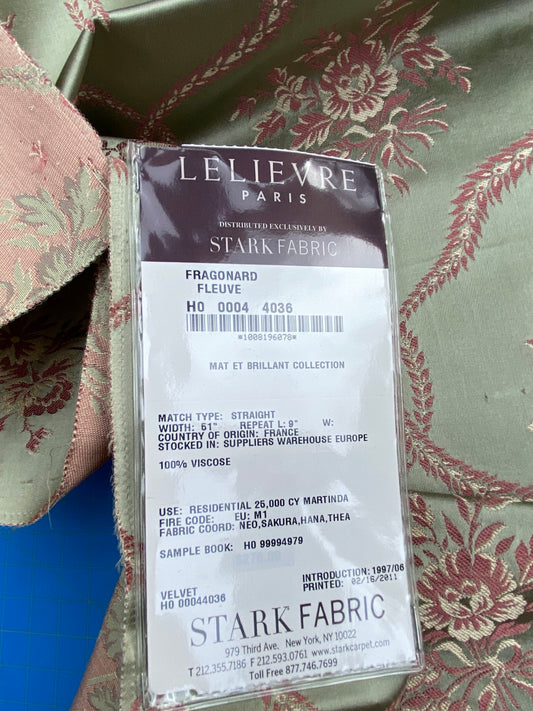 LELIEVRE
PARIS
DISTRIBUTED EXCLUSIVELY BY
STARK FABRIC
FRAGONARD
FLEUVE
H0 0004 4036
*1008196078*
MAT ET BRILLANT COLLECTION
MATCH TYPE: STRAIGHT
WIDTH: 51" REPEAT L: 9" W:
COUNTRY OF ORIGIN: FRANCE
STOCKED IN: SUPPLIERS WAREHOUSE EUROPE
100% VISCOSE
USE: RESIDENTIAL 25,000 CY MARTINDA
FIRE CODE: EU: M1
FABRIC COORD: NEO,SAKURA,HANA,THEA
SAMPLE BOOK: H0 99994979
INTRODUCTION: 1997/06
VELVET PRINTED: 02/16/2011
H0 00044036
STARK FABRIC
979 Third Ave. New York, NY 10022
T 212.355.7186 F 212.593.0761 www.starkcarpet.com
Toll Free 877.746.7699